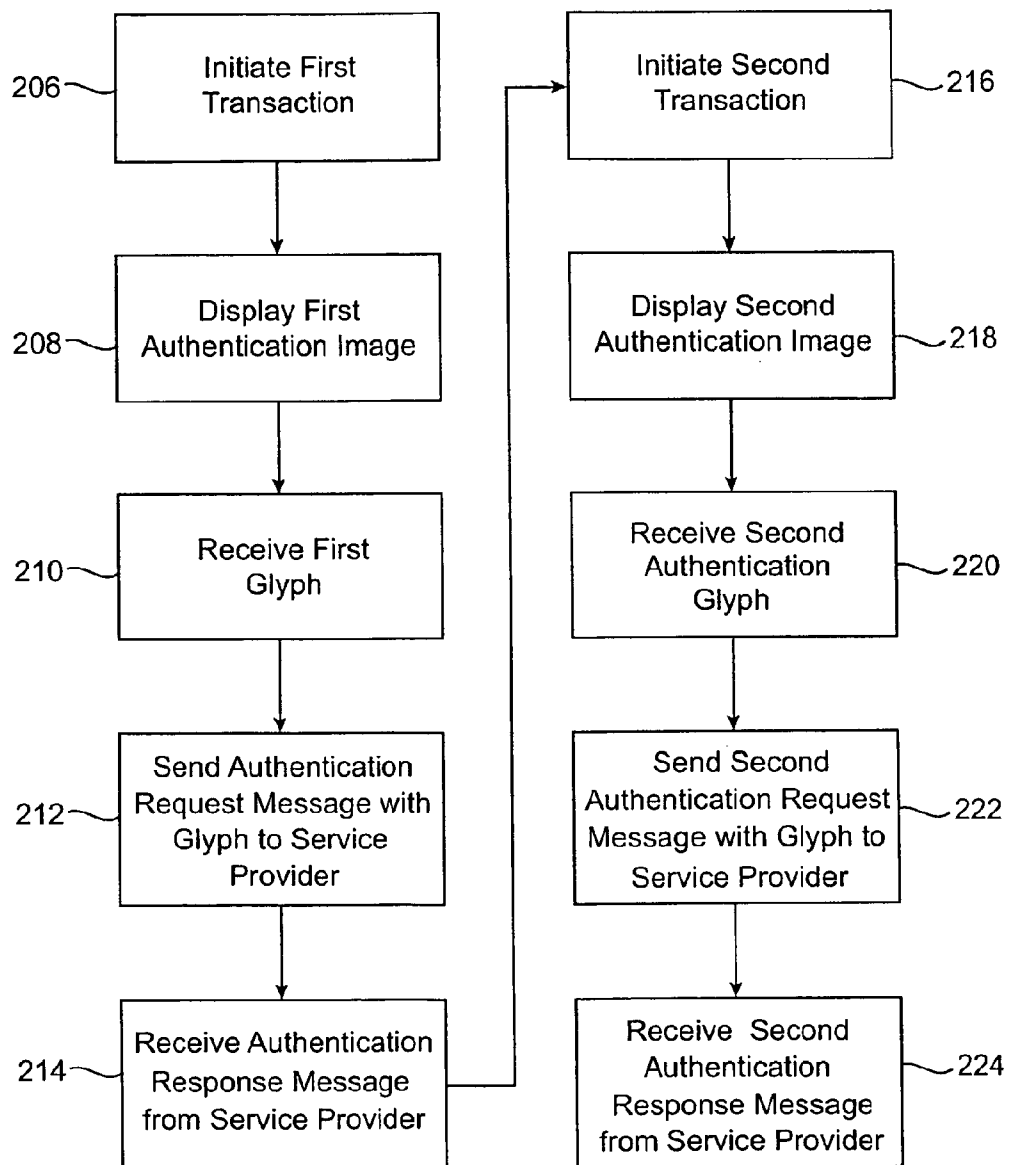 206
Initiate First
Transaction
208
Display First
Authentication Image
210
Receive First
Glyph
212
Send Authentication
Request Message with
Glyph to Service
Provider
214
Receive Authentication
Response Message
from Service Provider
Initiate Second
Transaction
216
Display Second
Authentication Image
218
Receive Second
Authentication
Glyph
220
Send Second
Authentication Request
Message with Glyph to
Service Provider
222
Receive Second
Authentication
Response Message
from Service Provider
224